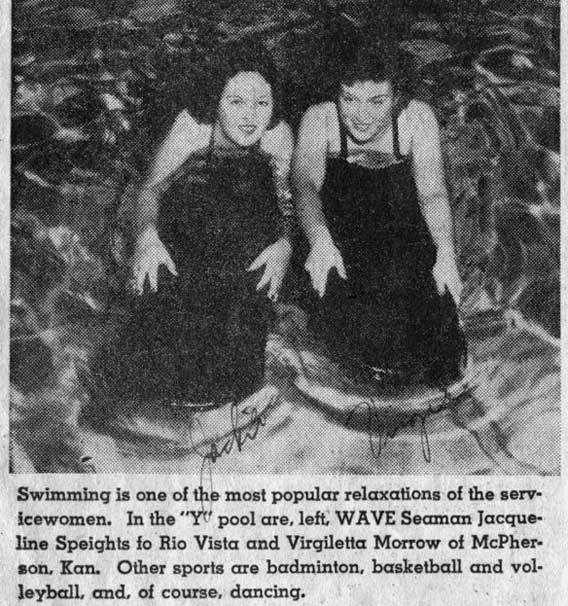 Jackie
Swimming is one of the most popular relaxations of the serv-
icewomen. In the "Y" pool are, left, WAVE Seaman Jacque-
line Speights fo Rio Vista and Virgiletta Morrow of McPher-
son, Kan. Other sports are badminton, basketball and vol-
leyball, and, of course, dancing.